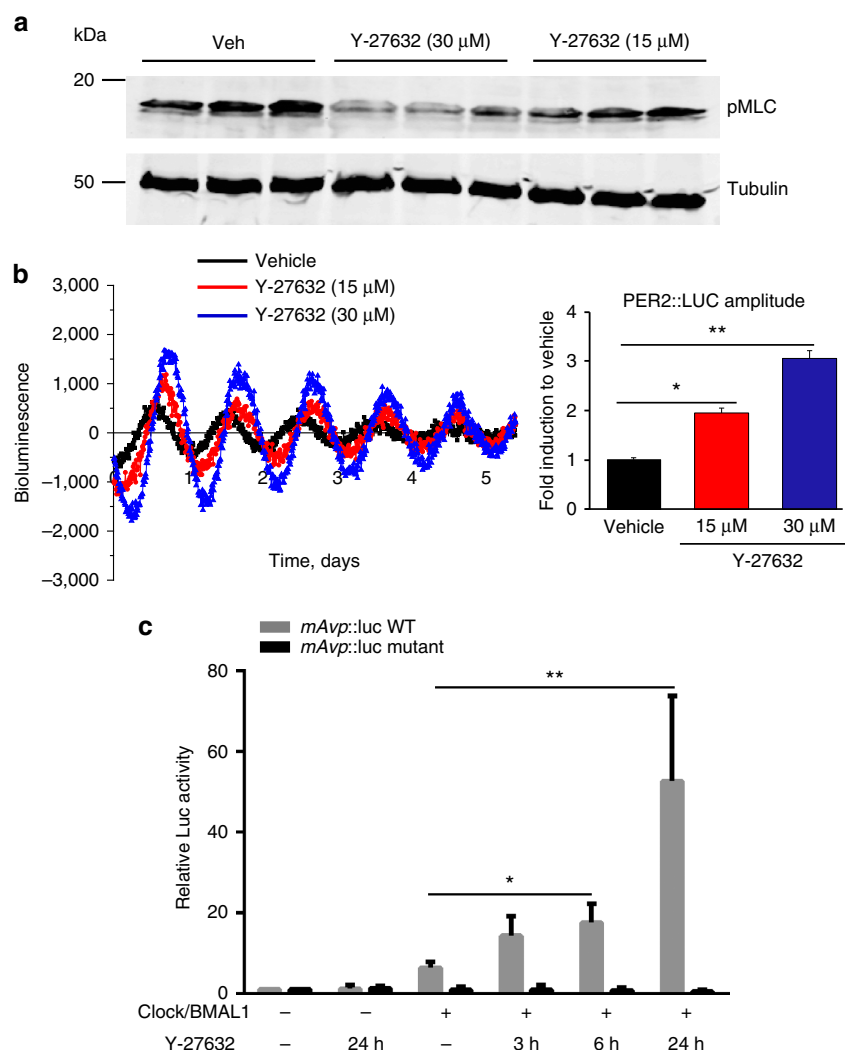 a
kDa
Veh
Y-27632 (30 μM)
Y-27632 (15 μM)
20
pMLC
50
Tubulin
b
Vehicle
Y-27632 (15 μM)
Y-27632 (30 μM)
3,000
2,000
1,000
0
–1,000
–2,000
–3,000
Bioluminescence
1
2
3
4
5
Time, days
PER2::LUC amplitude
Fold induction to vehicle
4
3
2
1
0
**
*
Vehicle
15 μM
30 μM
Y-27632
c
mAvp::luc WT
mAvp::luc mutant
Relative Luc activity
80
60
40
20
0
**
*
Clock/BMAL1 – – + + + +
Y-27632 – 24 h – 3 h 6 h 24 h